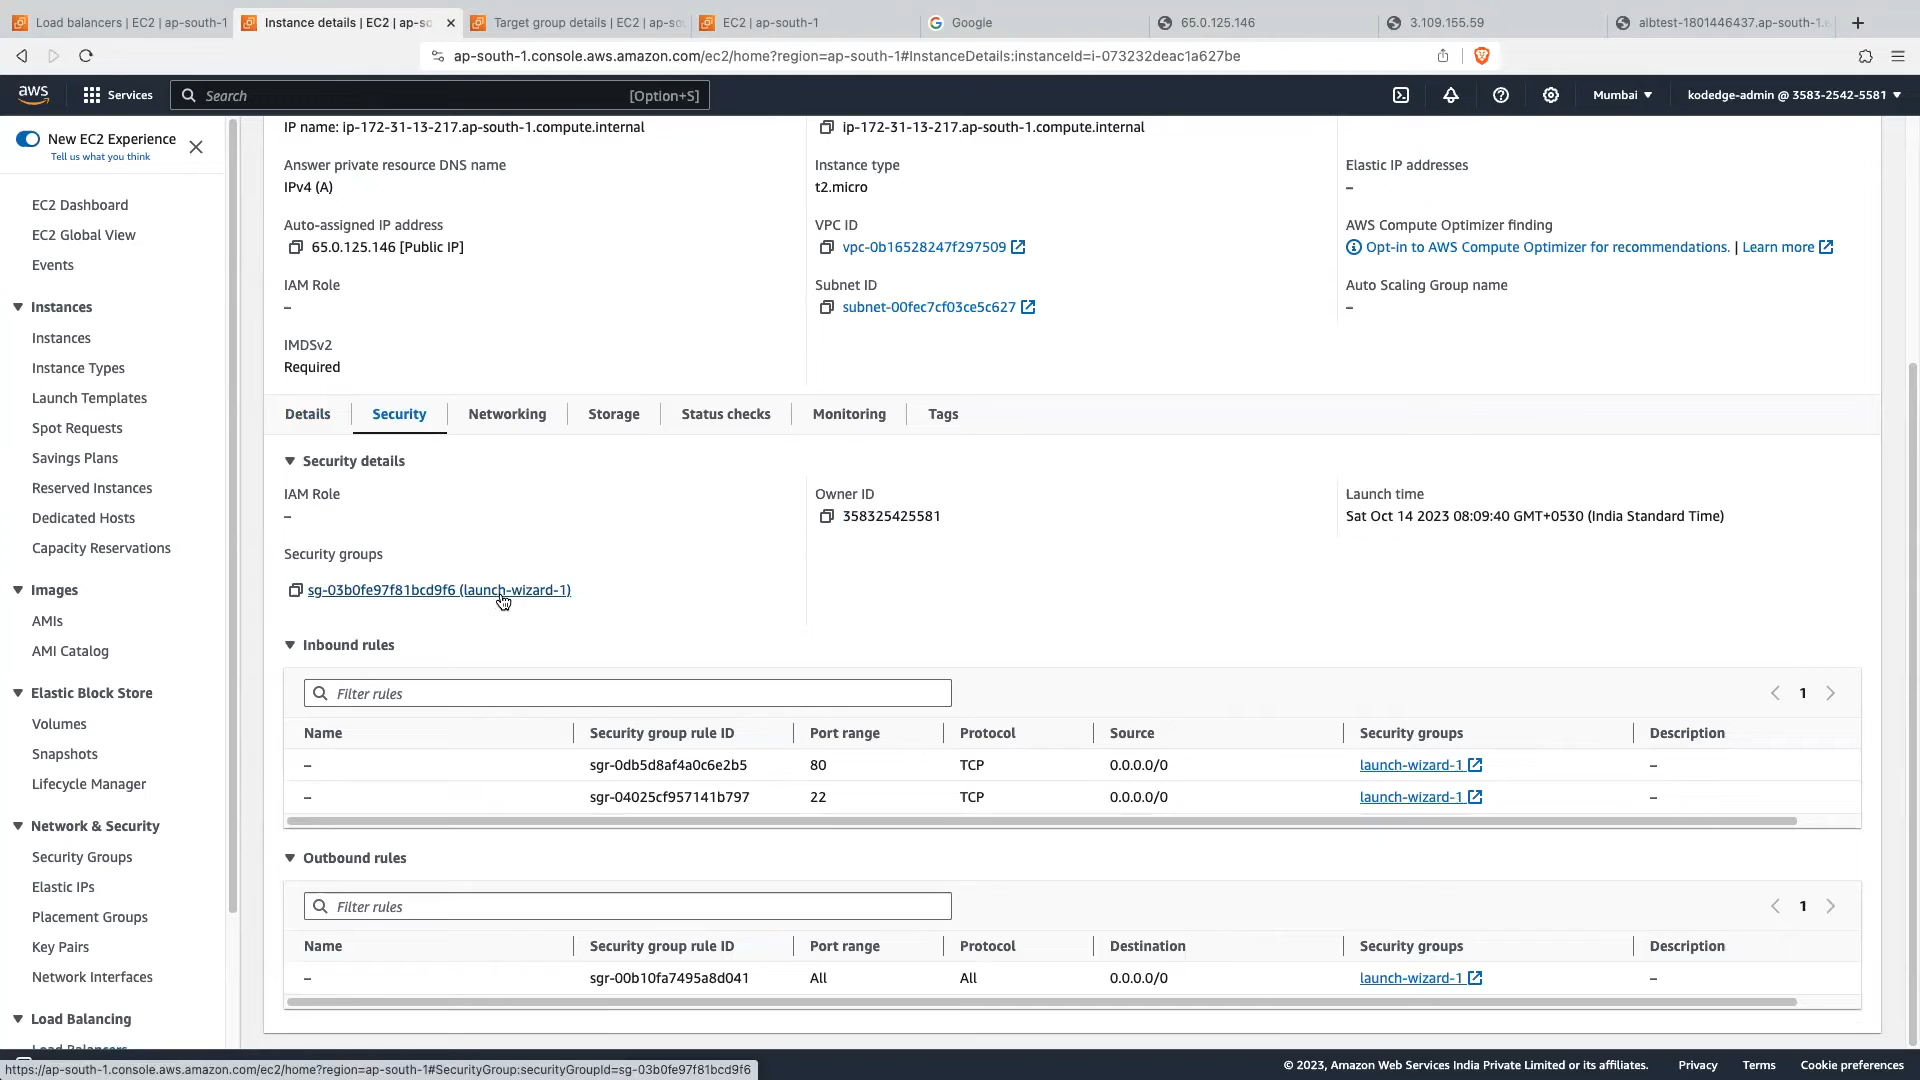 Load balancers | EC2 | ap-south-1
Instance details | EC2 | ap-so
Target group details | EC2 | ap-sou
EC2 | ap-south-1
Google
65.0.125.146
3.109.155.59
albtest-1801446437.ap-south-1.e
ap-south-1.console.aws.amazon.com/ec2/home?region=ap-south-1#InstanceDetails:instanceId=i-073232deac1a627be
aws
Services
Search
[Option+S]
Mumbai
kodedge-admin @ 3583-2542-5581
New EC2 Experience
Tell us what you think
EC2 Dashboard
EC2 Global View
Events
Instances
Instances
Instance Types
Launch Templates
Spot Requests
Savings Plans
Reserved Instances
Dedicated Hosts
Capacity Reservations
Images
AMIs
AMI Catalog
Elastic Block Store
Volumes
Snapshots
Lifecycle Manager
Network & Security
Security Groups
Elastic IPs
Placement Groups
Key Pairs
Network Interfaces
Load Balancing
Load Balancers
IP name: ip-172-31-13-217.ap-south-1.compute.internal
ip-172-31-13-217.ap-south-1.compute.internal
Answer private resource DNS name
IPv4 (A)
Instance type
t2.micro
Elastic IP addresses
–
Auto-assigned IP address
65.0.125.146 [Public IP]
VPC ID
vpc-0b16528247f297509
AWS Compute Optimizer finding
Opt-in to AWS Compute Optimizer for recommendations. | Learn more
IAM Role
–
Subnet ID
subnet-00fec7cf03ce5c627
Auto Scaling Group name
–
IMDSv2
Required
Details
Security
Networking
Storage
Status checks
Monitoring
Tags
Security details
IAM Role
–
Owner ID
358325425581
Launch time
Sat Oct 14 2023 08:09:40 GMT+0530 (India Standard Time)
Security groups
sg-03b0fe97f81bcd9f6 (launch-wizard-1)
Inbound rules
Filter rules
1
Name Security group rule ID Port range Protocol Source Security groups Description
– sgr-0db5d8af4a0c6e2b5 80 TCP 0.0.0.0/0 launch-wizard-1 –
– sgr-04025cf957141b797 22 TCP 0.0.0.0/0 launch-wizard-1 –
Outbound rules
Filter rules
1
Name Security group rule ID Port range Protocol Destination Security groups Description
– sgr-00b10fa7495a8d041 All All 0.0.0.0/0 launch-wizard-1 –
https://ap-south-1.console.aws.amazon.com/ec2/home?region=ap-south-1#SecurityGroup:securityGroupId=sg-03b0fe97f81bcd9f6
© 2023, Amazon Web Services India Private Limited or its affiliates.
Privacy
Terms
Cookie preferences